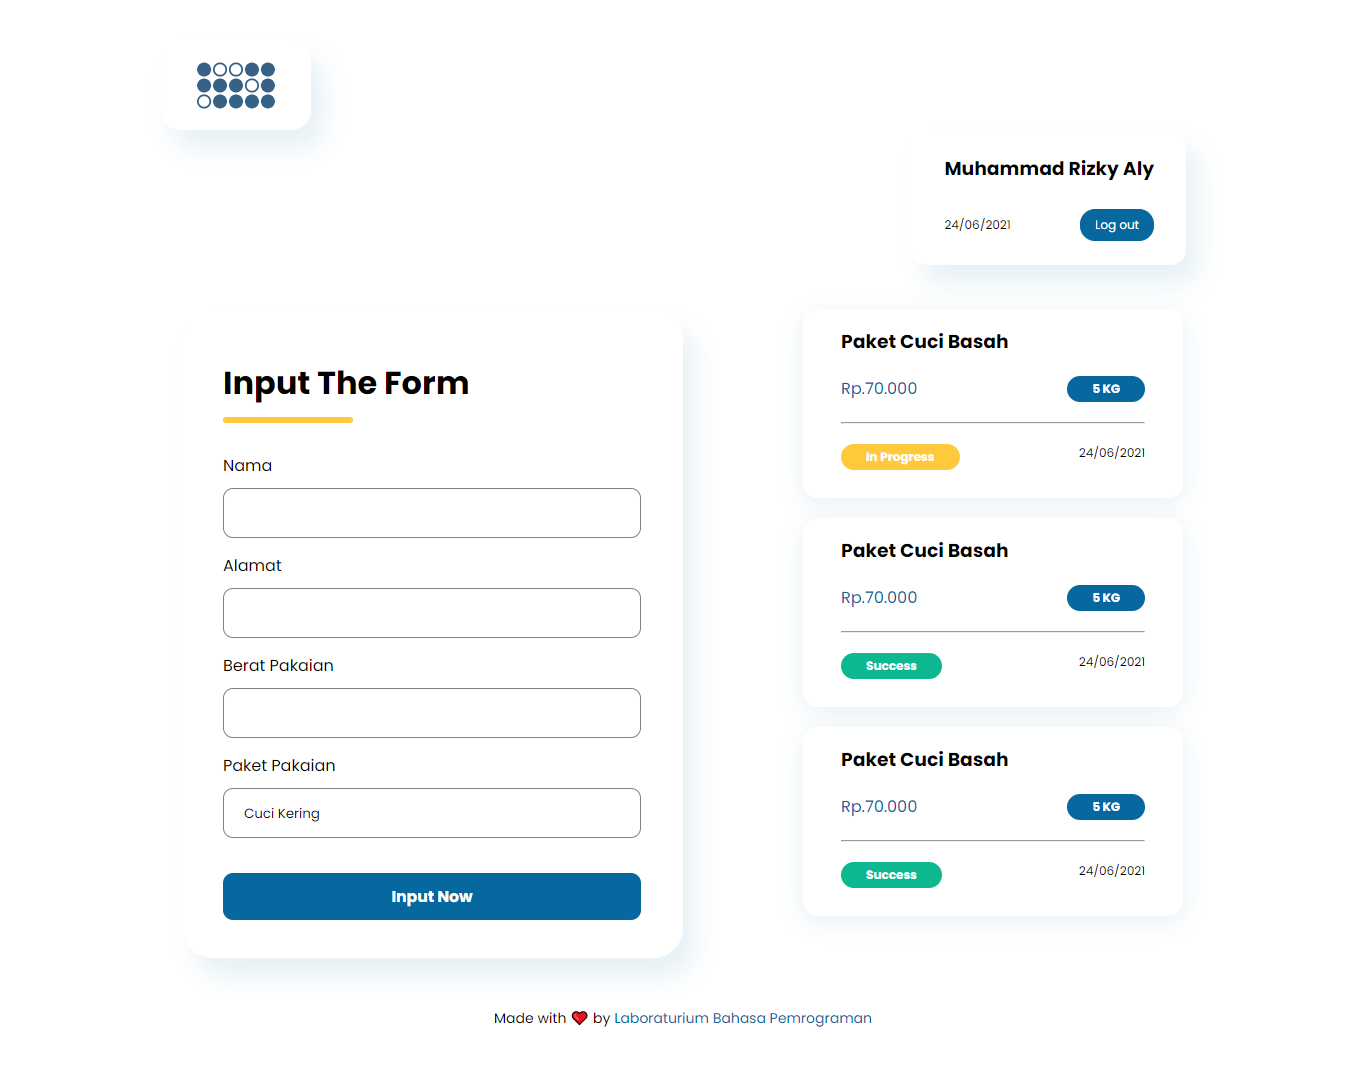 Muhammad Rizky Aly
24/06/2021
Log out
Input The Form
Nama
Alamat
Berat Pakaian
Paket Pakaian
Cuci Kering
Input Now
Paket Cuci Basah
Rp.70.000
5 KG
In Progress
24/06/2021
Paket Cuci Basah
Rp.70.000
5 KG
Success
24/06/2021
Paket Cuci Basah
Rp.70.000
5 KG
Success
24/06/2021
Made with ❤️ by Laboraturium Bahasa Pemrograman